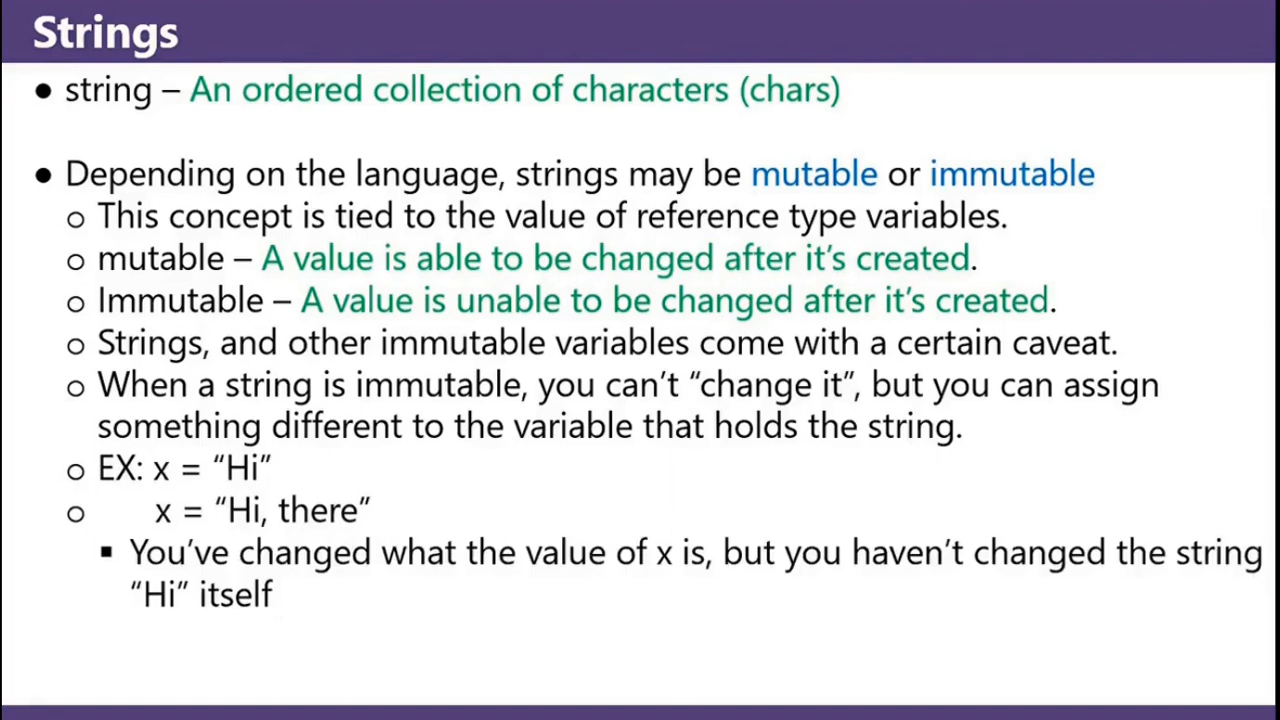 Strings
● string – An ordered collection of characters (chars)
● Depending on the language, strings may be mutable or immutable
○ This concept is tied to the value of reference type variables.
○ mutable – A value is able to be changed after it’s created.
○ Immutable – A value is unable to be changed after it’s created.
○ Strings, and other immutable variables come with a certain caveat.
○ When a string is immutable, you can’t “change it”, but you can assign
something different to the variable that holds the string.
○ EX: x = “Hi”
○ x = “Hi, there”
▪ You’ve changed what the value of x is, but you haven’t changed the string
“Hi” itself